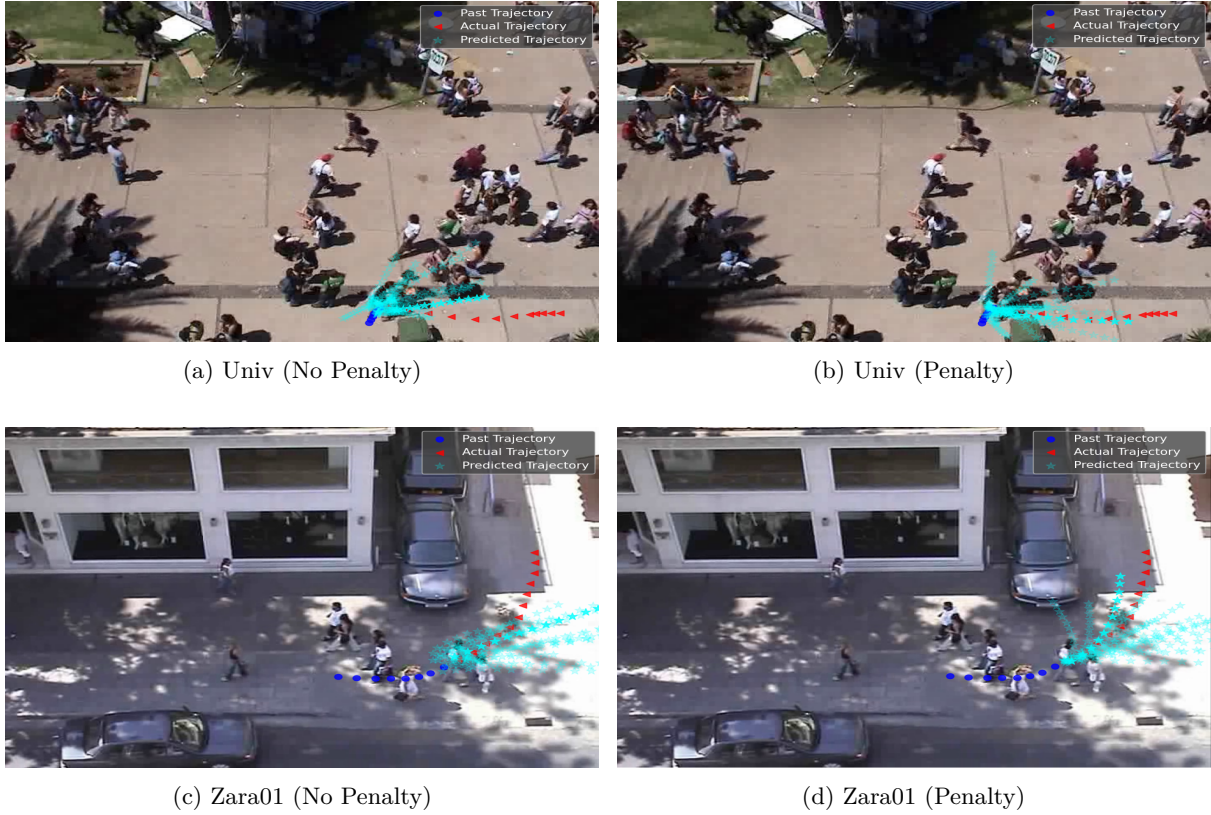 Past Trajectory
Actual Trajectory
Predicted Trajectory
Past Trajectory
Actual Trajectory
Predicted Trajectory
(a) Univ (No Penalty)
(b) Univ (Penalty)
Past Trajectory
Actual Trajectory
Predicted Trajectory
Past Trajectory
Actual Trajectory
Predicted Trajectory
(c) Zara01 (No Penalty)
(d) Zara01 (Penalty)